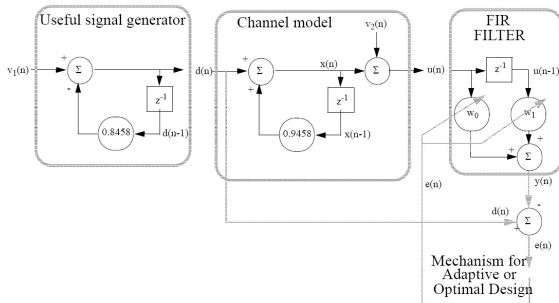 Useful signal generator
Channel model
FIR
FILTER
v₂(n)
v₁(n)
+
Σ
-
d(n)
+
Σ
+
x(n)
Σ
u(n)
z⁻¹
u(n-1)
z⁻¹
z⁻¹
w₀
w₁
0.8458
d(n-1)
0.9458
x(n-1)
+
+
Σ
e(n)
y(n)
d(n)
-
+
Σ
e(n)
Mechanism for
Adaptive or
Optimal Design